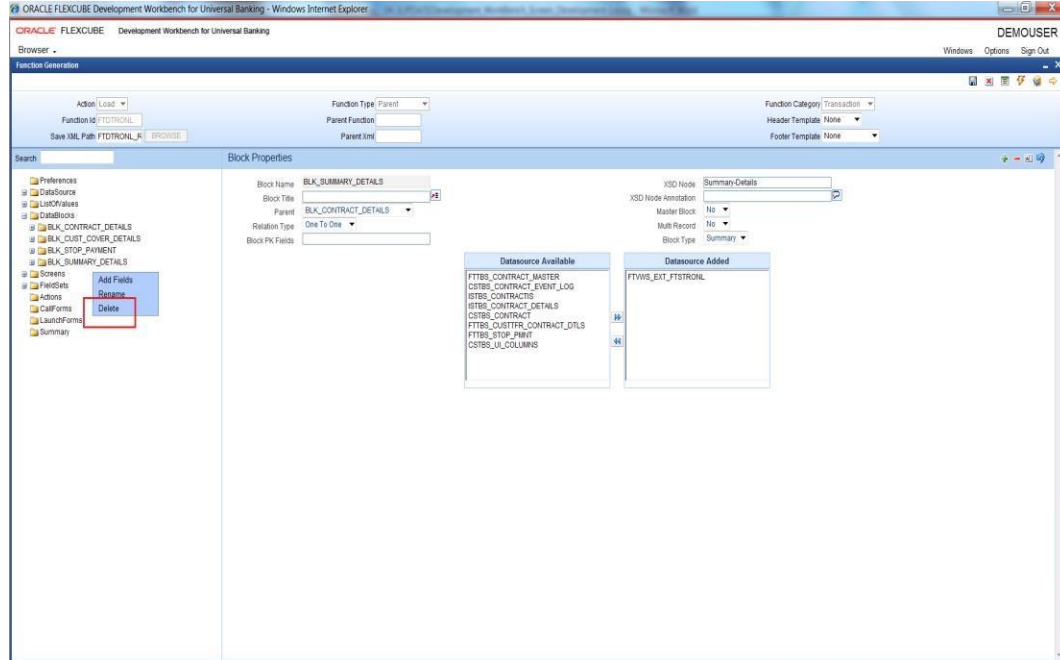 ORACLE FLEXCUBE Development Workbench for Universal Banking - Windows Internet Explorer
ORACLE FLEXCUBE Development Workbench for Universal Banking
DEMOUSER
Browser
Windows Options Sign Out
Function Generation
Action Load
Function Type Parent
Function Category Transaction
Function Id FTDTRONL
Parent Function
Header Template None
Save XML Path FTDTRONL_R BROWSE
Parent Xml
Footer Template None
Search
Block Properties
Preferences
DataSource
ListOfValues
DataBlocks
BLK_CONTRACT_DETAILS
BLK_CUST_COVER_DETAILS
BLK_STOP_PAYMENT
BLK_SUMMARY_DETAILS
Screens
FieldSets
Actions
CallForms
LaunchForms
Summary
Add Fields
Rename
Delete
Block Name BLK_SUMMARY_DETAILS
Block Title
Parent BLK_CONTRACT_DETAILS
Relation Type One To One
Block PK Fields
XSD Node Summary-Details
XSD Node Annotation
Master Block No
Multi Record No
Block Type Summary
Datasource Available
FTTBS_CONTRACT_MASTER
CSTBS_CONTRACT_EVENT_LOG
ISTBS_CONTRACTIS
ISTBS_CONTRACT_DETAILS
CSTBS_CONTRACT
FTTBS_CUSTTFR_CONTRACT_DTLS
FTTBS_STOP_PMNT
CSTBS_UI_COLUMNS
Datasource Added
FTVWS_EXT_FTSTRONL